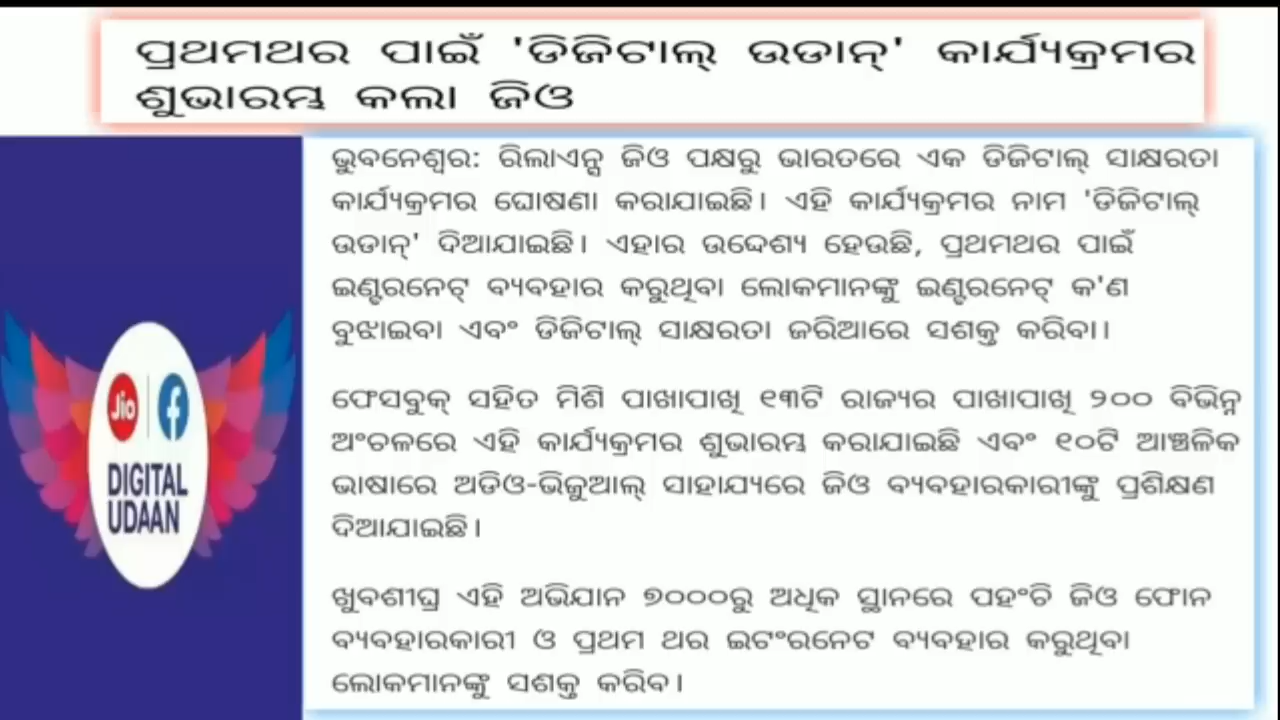 ପ୍ରଥମଥର ପାଇଁ 'ଡିଜିଟାଲ୍ ଉଡାନ୍' କାର୍ଯ୍ୟକ୍ରମର
ଶୁଭାରମ୍ଭ କଲା ଜିଓ
ଭୁବନେଶ୍ୱର: ରିଲାଏନ୍ସ ଜିଓ ପକ୍ଷରୁ ଭାରତରେ ଏକ ଡିଜିଟାଲ୍ ସାକ୍ଷରତା
କାର୍ଯ୍ୟକ୍ରମର ଘୋଷଣା କରାଯାଇଛି। ଏହି କାର୍ଯ୍ୟକ୍ରମର ନାମ 'ଡିଜିଟାଲ୍
ଉଡାନ୍' ଦିଆଯାଇଛି। ଏହାର ଉଦ୍ଦେଶ୍ୟ ହେଉଛି, ପ୍ରଥମଥର ପାଇଁ
ଇଣ୍ଟରନେଟ୍ ବ୍ୟବହାର କରୁଥିବା ଲୋକମାନଙ୍କୁ ଇଣ୍ଟରନେଟ୍ କ'ଣ
ବୁଝାଇବା ଏବଂ ଡିଜିଟାଲ୍ ସାକ୍ଷରତା ଜରିଆରେ ସଶକ୍ତ କରିବା।
ଫେସବୁକ୍ ସହିତ ମିଶି ପାଖାପାଖି ୧୩ଟି ରାଜ୍ୟର ପାଖାପାଖି ୨୦୦ ବିଭିନ୍ନ
ଅଂଚଳରେ ଏହି କାର୍ଯ୍ୟକ୍ରମର ଶୁଭାରମ୍ଭ କରାଯାଇଛି ଏବଂ ୧୦ଟି ଆଞ୍ଚଳିକ
ଭାଷାରେ ଅଡିଓ-ଭିଜୁଆଲ୍ ସାହାଯ୍ୟରେ ଜିଓ ବ୍ୟବହାରକାରୀଙ୍କୁ ପ୍ରଶିକ୍ଷଣ
ଦିଆଯାଇଛି।
ଖୁବଶୀଘ୍ର ଏହି ଅଭିଯାନ ୭୦୦୦ରୁ ଅଧିକ ସ୍ଥାନରେ ପହଂଚି ଜିଓ ଫୋନ
ବ୍ୟବହାରକାରୀ ଓ ପ୍ରଥମ ଥର ଇଟଂରନେଟ ବ୍ୟବହାର କରୁଥିବା
ଲୋକମାନଙ୍କୁ ସଶକ୍ତ କରିବ।
Jio f
DIGITAL
UDAAN